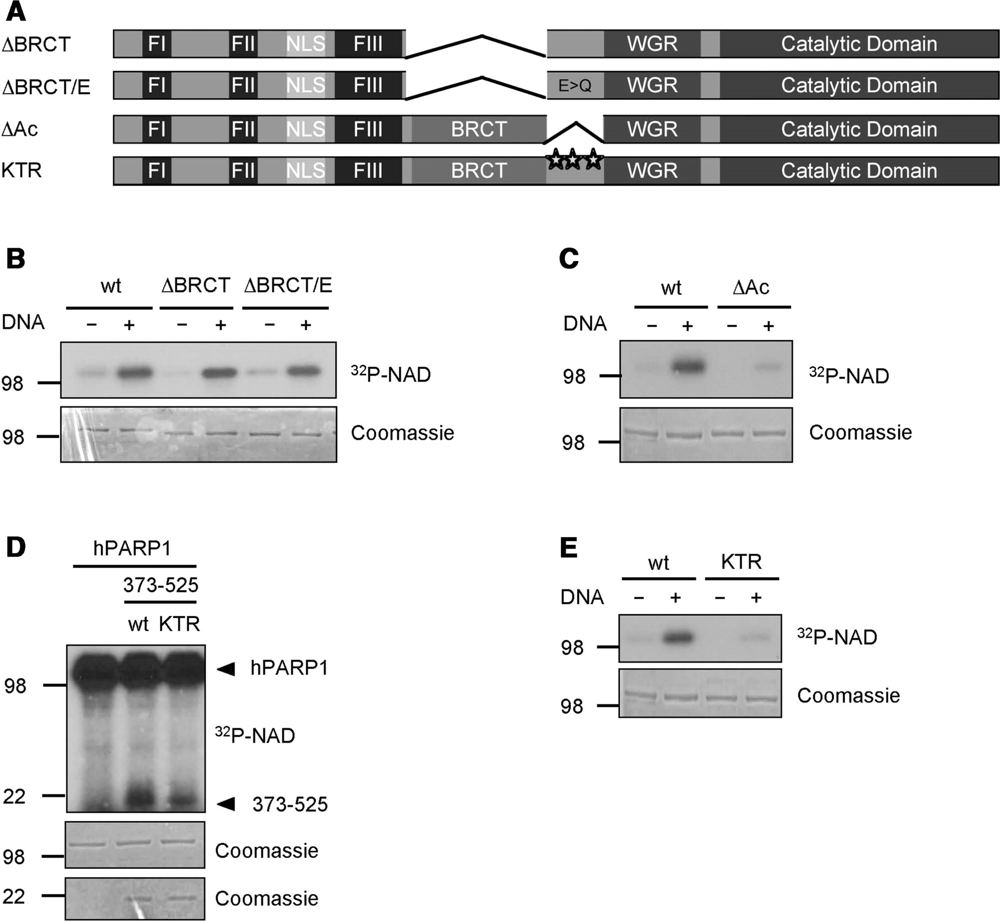 A
ΔBRCT FI FII NLS FIII WGR Catalytic Domain
ΔBRCT/E FI FII NLS FIII E>Q WGR Catalytic Domain
ΔAc FI FII NLS FIII BRCT WGR Catalytic Domain
KTR FI FII NLS FIII BRCT WGR Catalytic Domain
B
wt ΔBRCT ΔBRCT/E
DNA – + – + – +
98 32P-NAD
98 Coomassie
C
wt ΔAc
DNA – + – +
98 32P-NAD
98 Coomassie
D
hPARP1
373-525
wt KTR
hPARP1
98
32P-NAD
22
373-525
Coomassie
98
22 Coomassie
E
wt KTR
DNA – + – +
98 32P-NAD
98 Coomassie